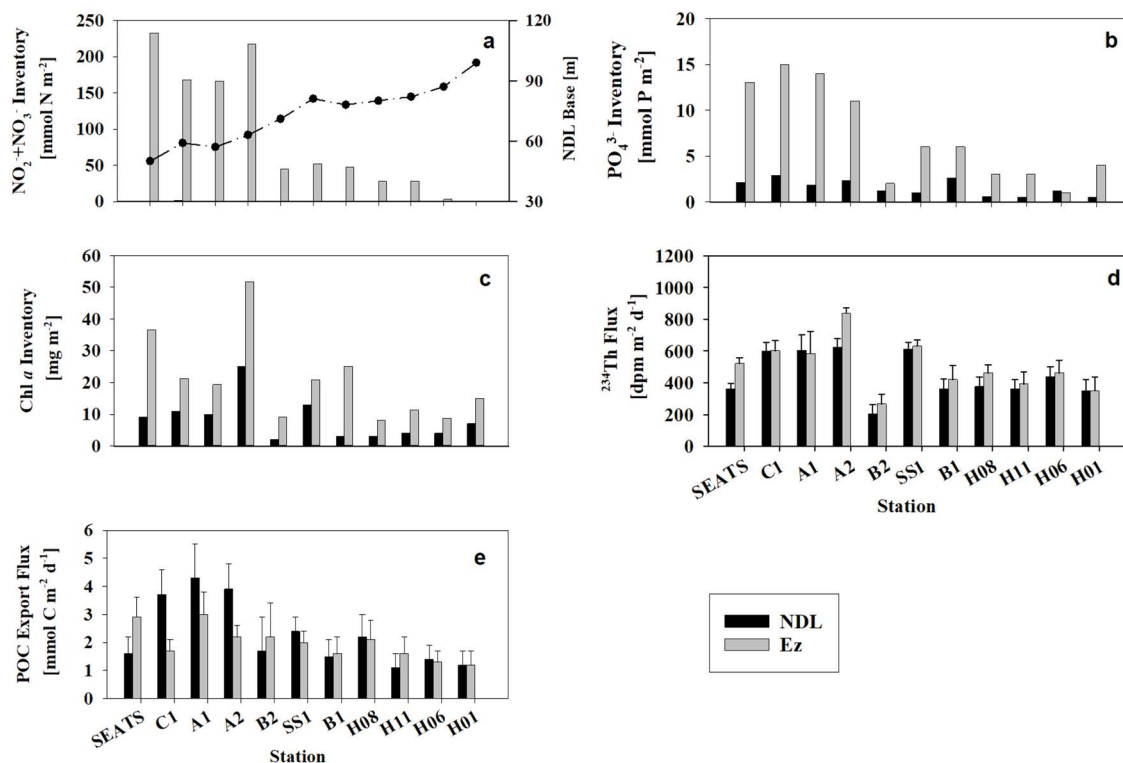 a
NO₂⁻+NO₃⁻ Inventory
[mmol N m⁻²]
250
200
150
100
50
0
120
90
60
30
NDL Base [m]
b
PO₄³⁻ Inventory
[mmol P m⁻²]
20
15
10
5
0
c
Chl a Inventory
[mg m⁻²]
60
50
40
30
20
10
0
d
²³⁴Th Flux
[dpm m⁻² d⁻¹]
1200
1000
800
600
400
200
0
SEATS C1 A1 A2 B2 SS1 B1 H08 H11 H06 H01
Station
e
POC Export Flux
[mmol C m⁻² d⁻¹]
6
5
4
3
2
1
0
SEATS C1 A1 A2 B2 SS1 B1 H08 H11 H06 H01
Station
NDL
Ez